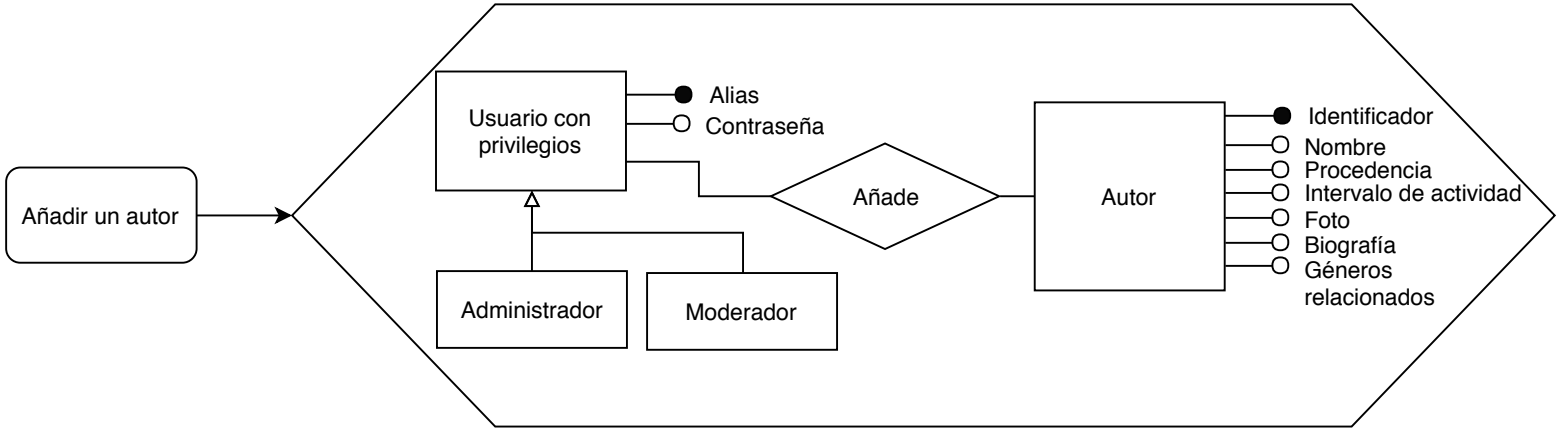 Añadir un autor
Usuario con
privilegios
Alias
Contraseña
Administrador
Moderador
Añade
Autor
Identificador
Nombre
Procedencia
Intervalo de actividad
Foto
Biografía
Géneros
relacionados